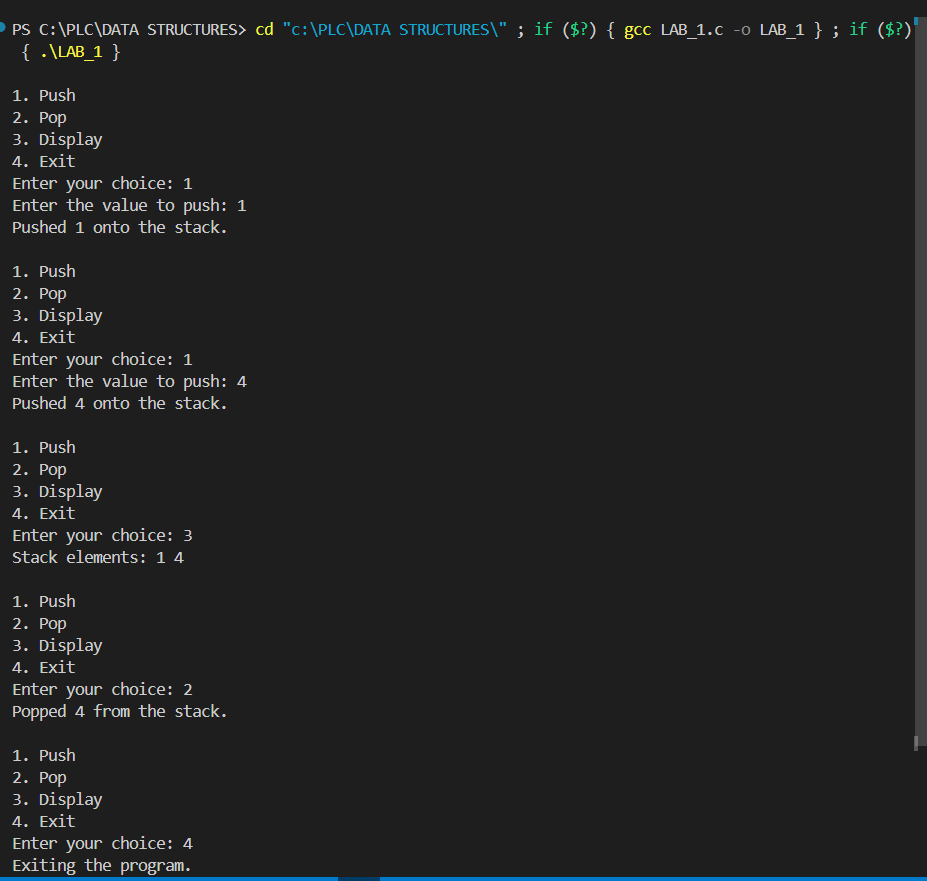 PS C:\PLC\DATA STRUCTURES> cd "c:\PLC\DATA STRUCTURES\" ; if ($?) { gcc LAB_1.c -o LAB_1 } ; if ($?)
{ .\LAB_1 }
1. Push
2. Pop
3. Display
4. Exit
Enter your choice: 1
Enter the value to push: 1
Pushed 1 onto the stack.
1. Push
2. Pop
3. Display
4. Exit
Enter your choice: 1
Enter the value to push: 4
Pushed 4 onto the stack.
1. Push
2. Pop
3. Display
4. Exit
Enter your choice: 3
Stack elements: 1 4
1. Push
2. Pop
3. Display
4. Exit
Enter your choice: 2
Popped 4 from the stack.
1. Push
2. Pop
3. Display
4. Exit
Enter your choice: 4
Exiting the program.